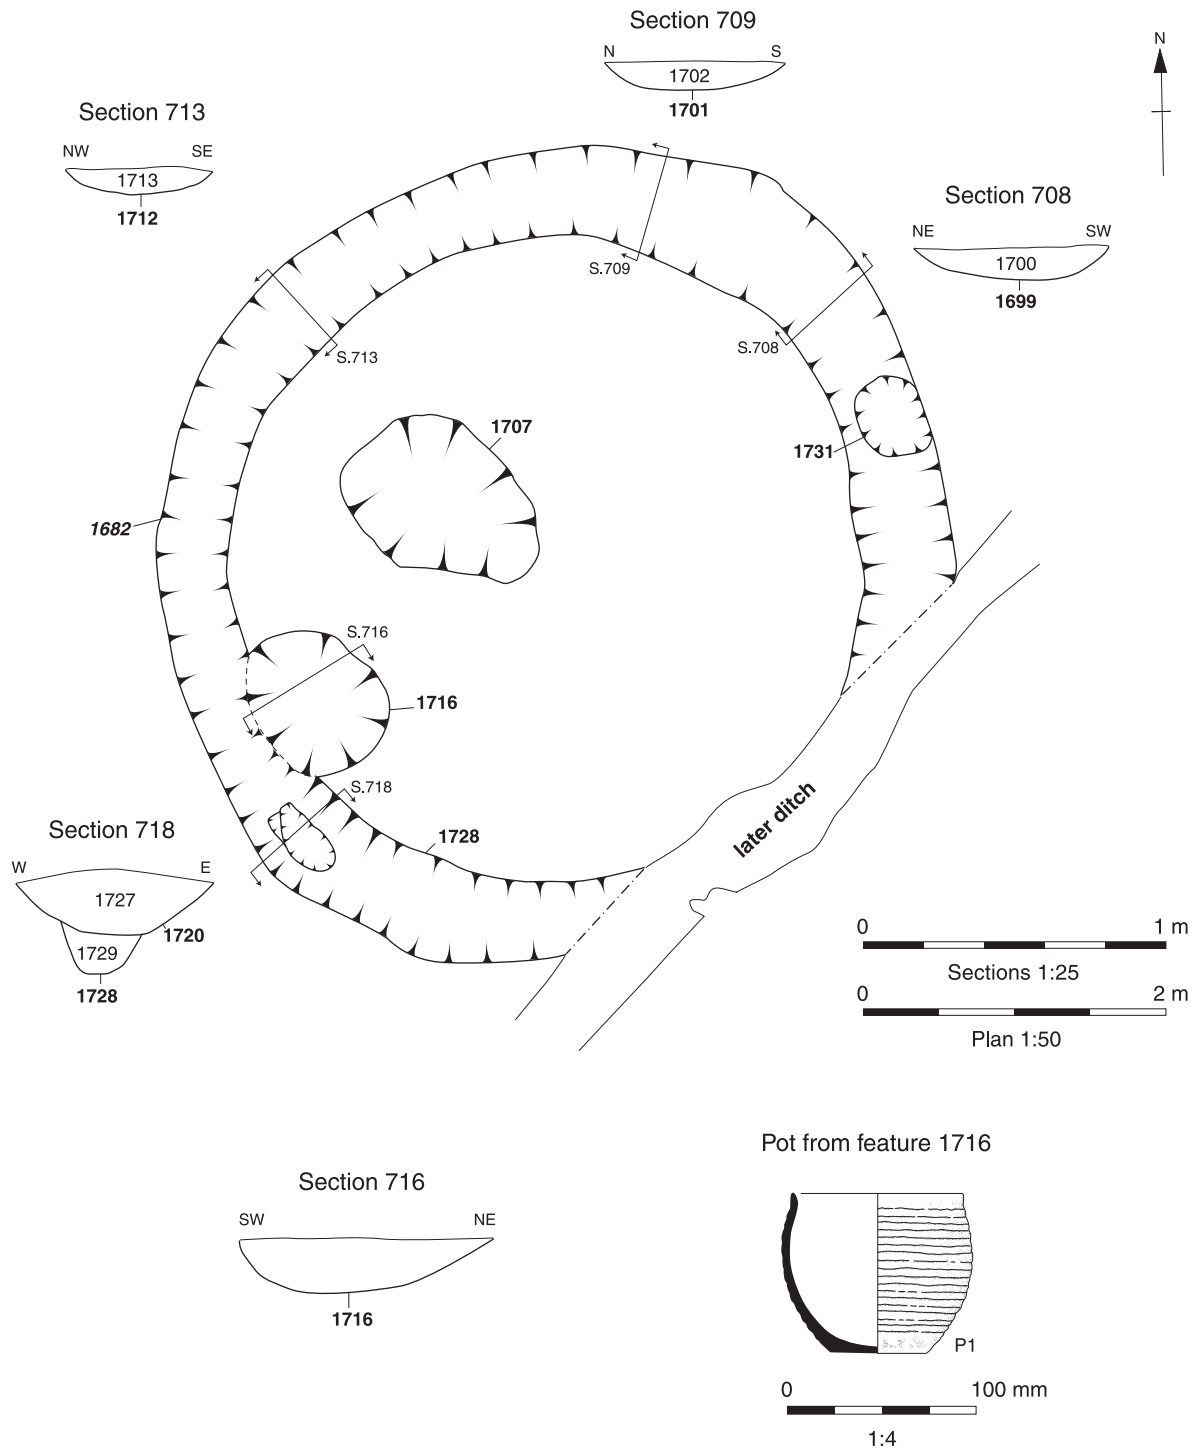 Section 709
N S
1702
1701
N
Section 713
NW SE
1713
1712
Section 708
NE SW
1700
1699
S.709
S.708
S.713
1707
1731
1682
S.716
1716
S.718
1728
later ditch
Section 718
W E
1727
1720
1729
1728
0 1 m
Sections 1:25
0 2 m
Plan 1:50
Pot from feature 1716
Section 716
SW NE
1716
P1
0 100 mm
1:4